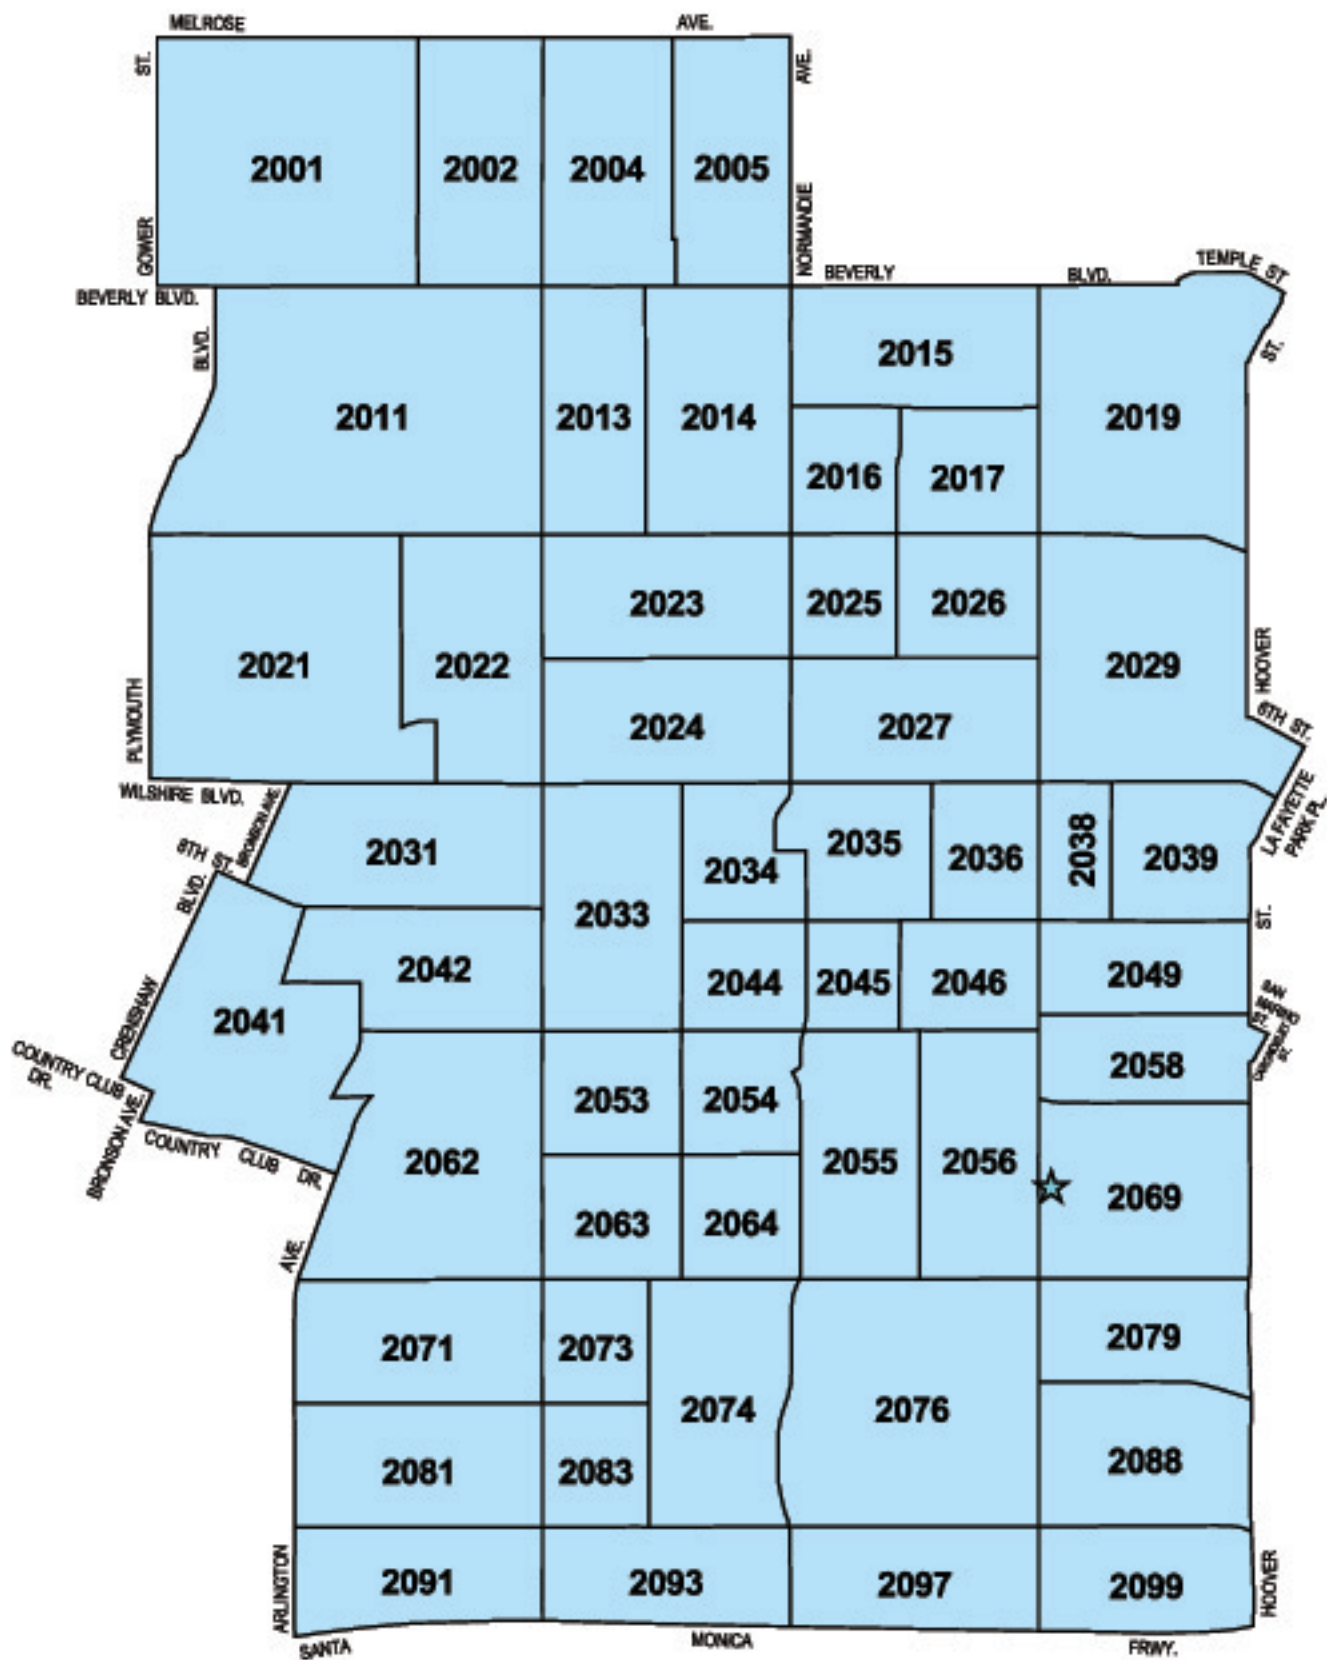 MELROSE AVE.
ST.
AVE.
2001 2002 2004 2005
GOWER
NORMANDIE
BEVERLY BLVD.
TEMPLE ST
BEVERLY BLVD.
BLVD.
ST.
2015
2011 2013 2014 2019
2016 2017
2023 2025 2026
2021 2022 2029
HOOVER
PLYMOUTH
6TH ST.
2024 2027
WILSHIRE BLVD.
BRONSON AVE.
LA FAYETTE
PARK PL.
8TH ST.
BLVD.
2031 2034 2035 2036 2038 2039
2033
ST.
2042 2044 2045 2046 2049
SAN
MARINO
ST.
2041
CRENSHAW
COUNTRY CLUB
DR.
ST.
2058
BRONSON AVE.
2053 2054
COUNTRY CLUB DR.
2062 2055 2056
2069
2063 2064
AVE.
2071 2073 2079
2074 2076
2081 2083 2088
ARLINGTON
HOOVER
2091 2093 2097 2099
SANTA MONICA FRWY.